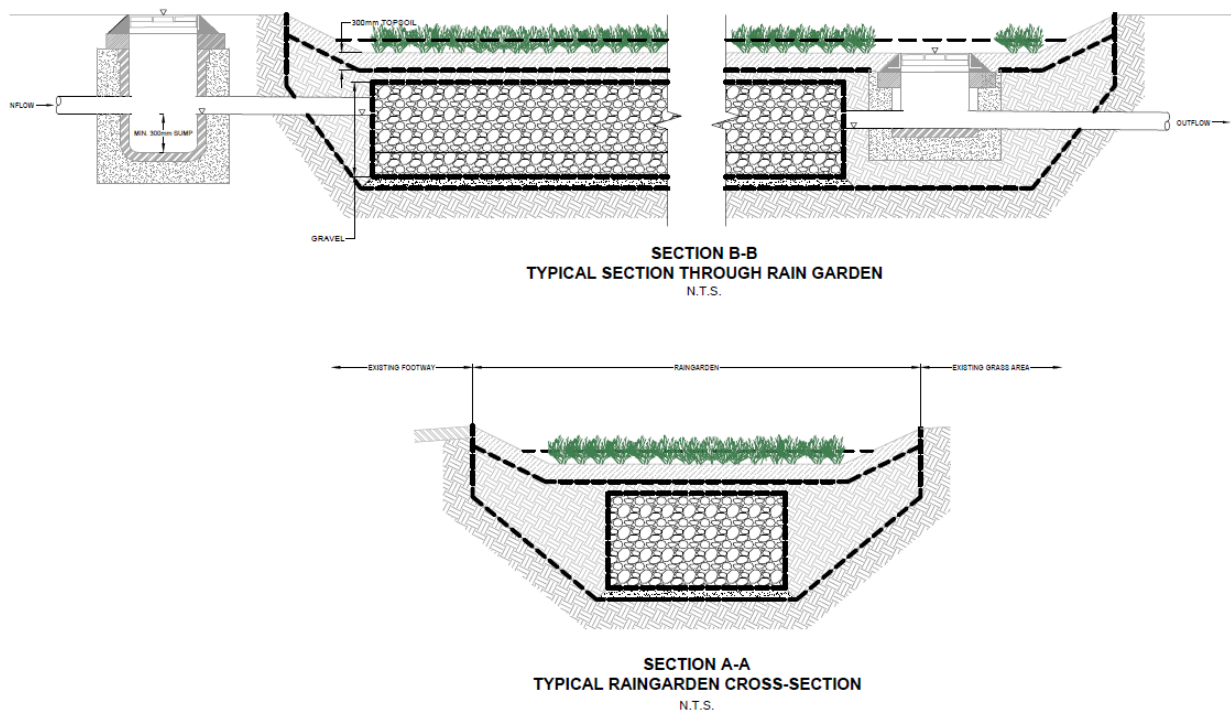 300mm TOPSOIL
NFLOW
MIN. 300mm SUMP
OUTFLOW
GRAVEL
SECTION B-B
TYPICAL SECTION THROUGH RAIN GARDEN
N.T.S.
EXISTING FOOTWAY
RAINGARDEN
EXISTING GRASS AREA
SECTION A-A
TYPICAL RAINGARDEN CROSS-SECTION
N.T.S.